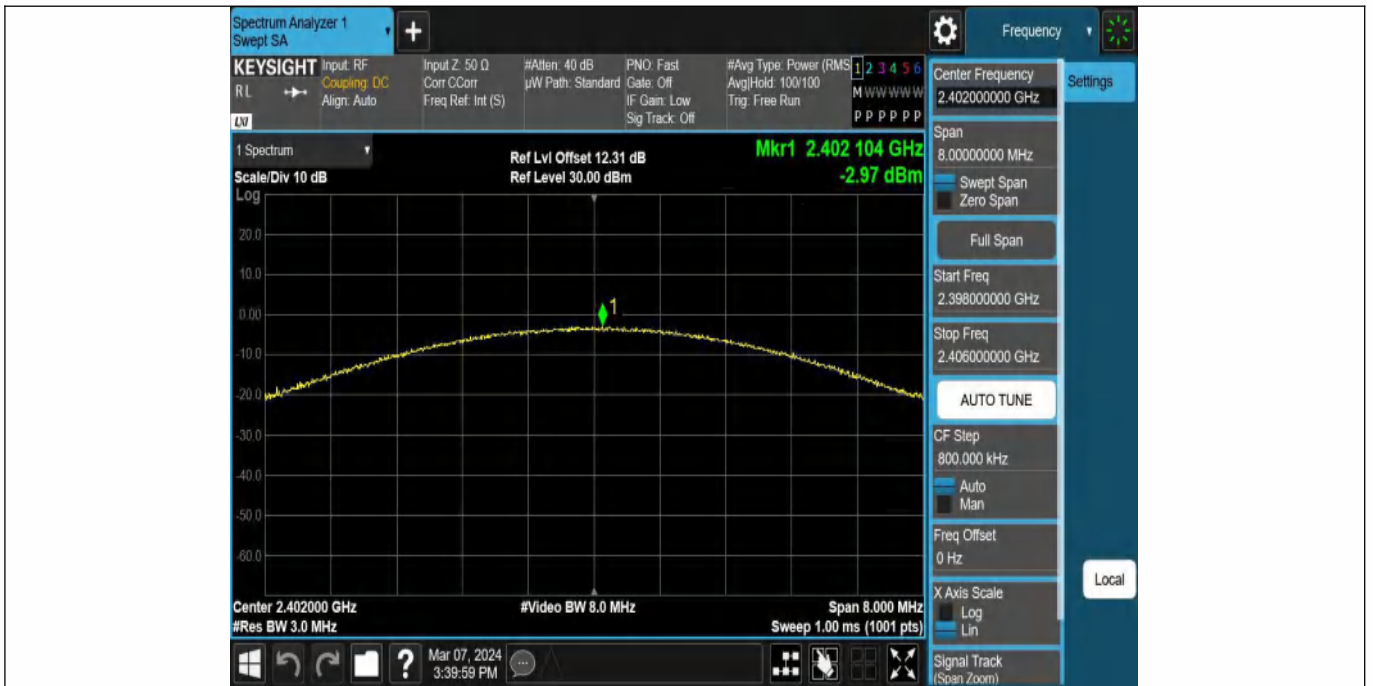 Spectrum Analyzer 1
Swept SA
+
Frequency
KEYSIGHT
R L
LXI
Input: RF
Coupling: DC
Align: Auto
Input Z: 50 Ω
Corr CCorr
Freq Ref: Int (S)
#Atten: 40 dB
µW Path: Standard
PNO: Fast
Gate: Off
IF Gain: Low
Sig Track: Off
#Avg Type: Power (RMS
Avg|Hold: 100/100
Trig: Free Run
1 2 3 4 5 6
M W W W W W
P P P P P P
1 Spectrum
Scale/Div 10 dB
Log
Ref Lvl Offset 12.31 dB
Ref Level 30.00 dBm
Mkr1 2.402 104 GHz
-2.97 dBm
20.0
10.0
0.00
-10.0
-20.0
-30.0
-40.0
-50.0
-60.0
1
Center 2.402000 GHz
#Res BW 3.0 MHz
#Video BW 8.0 MHz
Span 8.000 MHz
Sweep 1.00 ms (1001 pts)
Center Frequency
2.402000000 GHz
Span
8.00000000 MHz
Swept Span
Zero Span
Full Span
Start Freq
2.398000000 GHz
Stop Freq
2.406000000 GHz
AUTO TUNE
CF Step
800.000 kHz
Auto
Man
Freq Offset
0 Hz
X Axis Scale
Log
Lin
Signal Track
(Span Zoom)
Settings
Local
?
Mar 07, 2024
3:39:59 PM